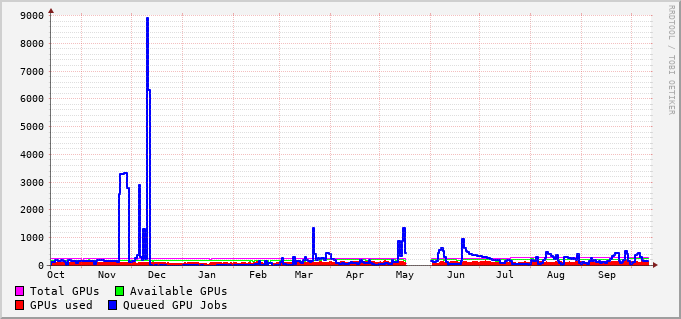 9000
8000
7000
6000
5000
4000
3000
2000
1000
0
Oct Nov Dec Jan Feb Mar Apr May Jun Jul Aug Sep
Total GPUs Available GPUs
GPUs used Queued GPU Jobs
RRDTOOL / TOBI OETIKER